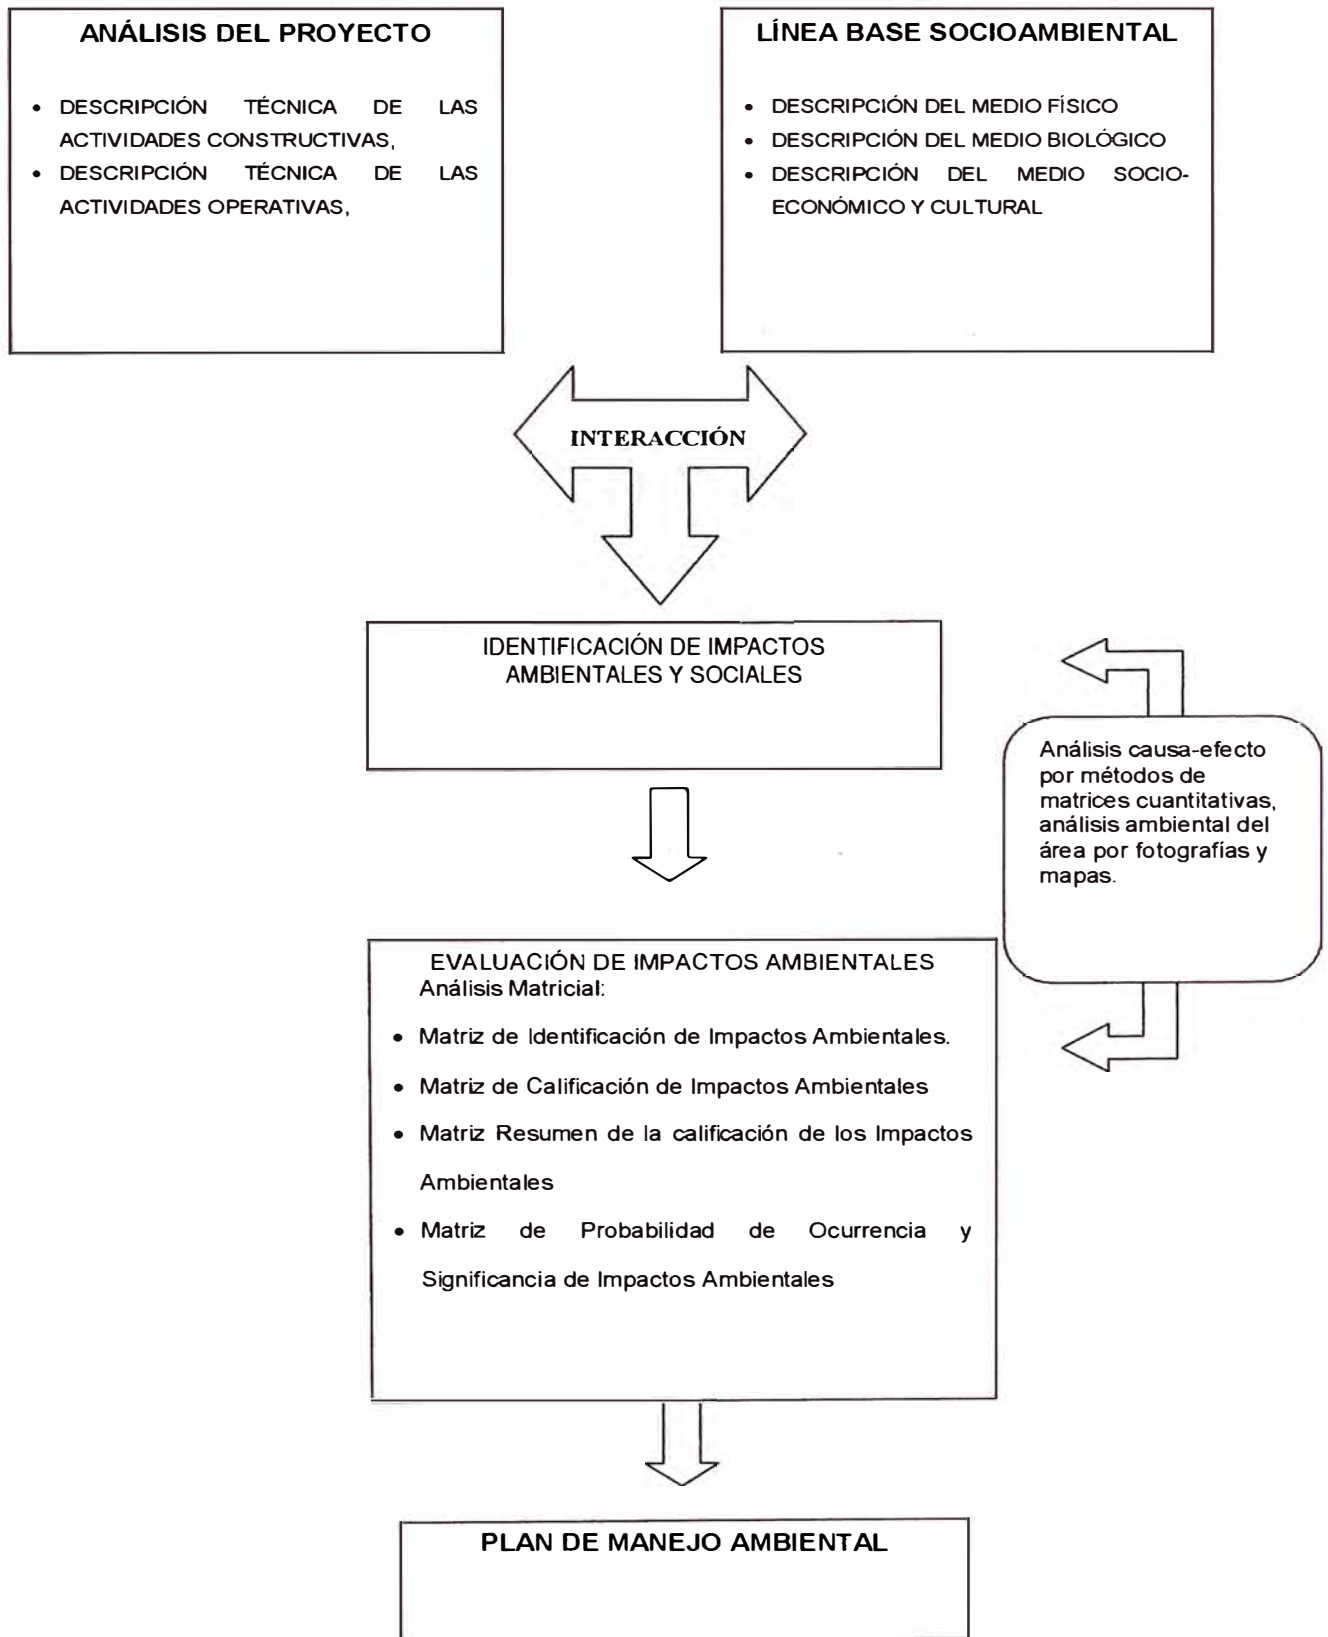 ANÁLISIS DEL PROYECTO
• DESCRIPCIÓN TÉCNICA DE LAS
ACTIVIDADES CONSTRUCTIVAS,
• DESCRIPCIÓN TÉCNICA DE LAS
ACTIVIDADES OPERATIVAS,
LÍNEA BASE SOCIOAMBIENTAL
• DESCRIPCIÓN DEL MEDIO FÍSICO
• DESCRIPCIÓN DEL MEDIO BIOLÓGICO
• DESCRIPCIÓN DEL MEDIO SOCIO-
ECONÓMICO Y CULTURAL
INTERACCIÓN
IDENTIFICACIÓN DE IMPACTOS
AMBIENTALES Y SOCIALES
Análisis causa-efecto
por métodos de
matrices cuantitativas,
análisis ambiental del
área por fotografías y
mapas.
EVALUACIÓN DE IMPACTOS AMBIENTALES
Análisis Matricial:
• Matriz de Identificación de Impactos Ambientales.
• Matriz de Calificación de Impactos Ambientales
• Matriz Resumen de la calificación de los Impactos
Ambientales
• Matriz de Probabilidad de Ocurrencia y
Significancia de Impactos Ambientales
PLAN DE MANEJO AMBIENTAL